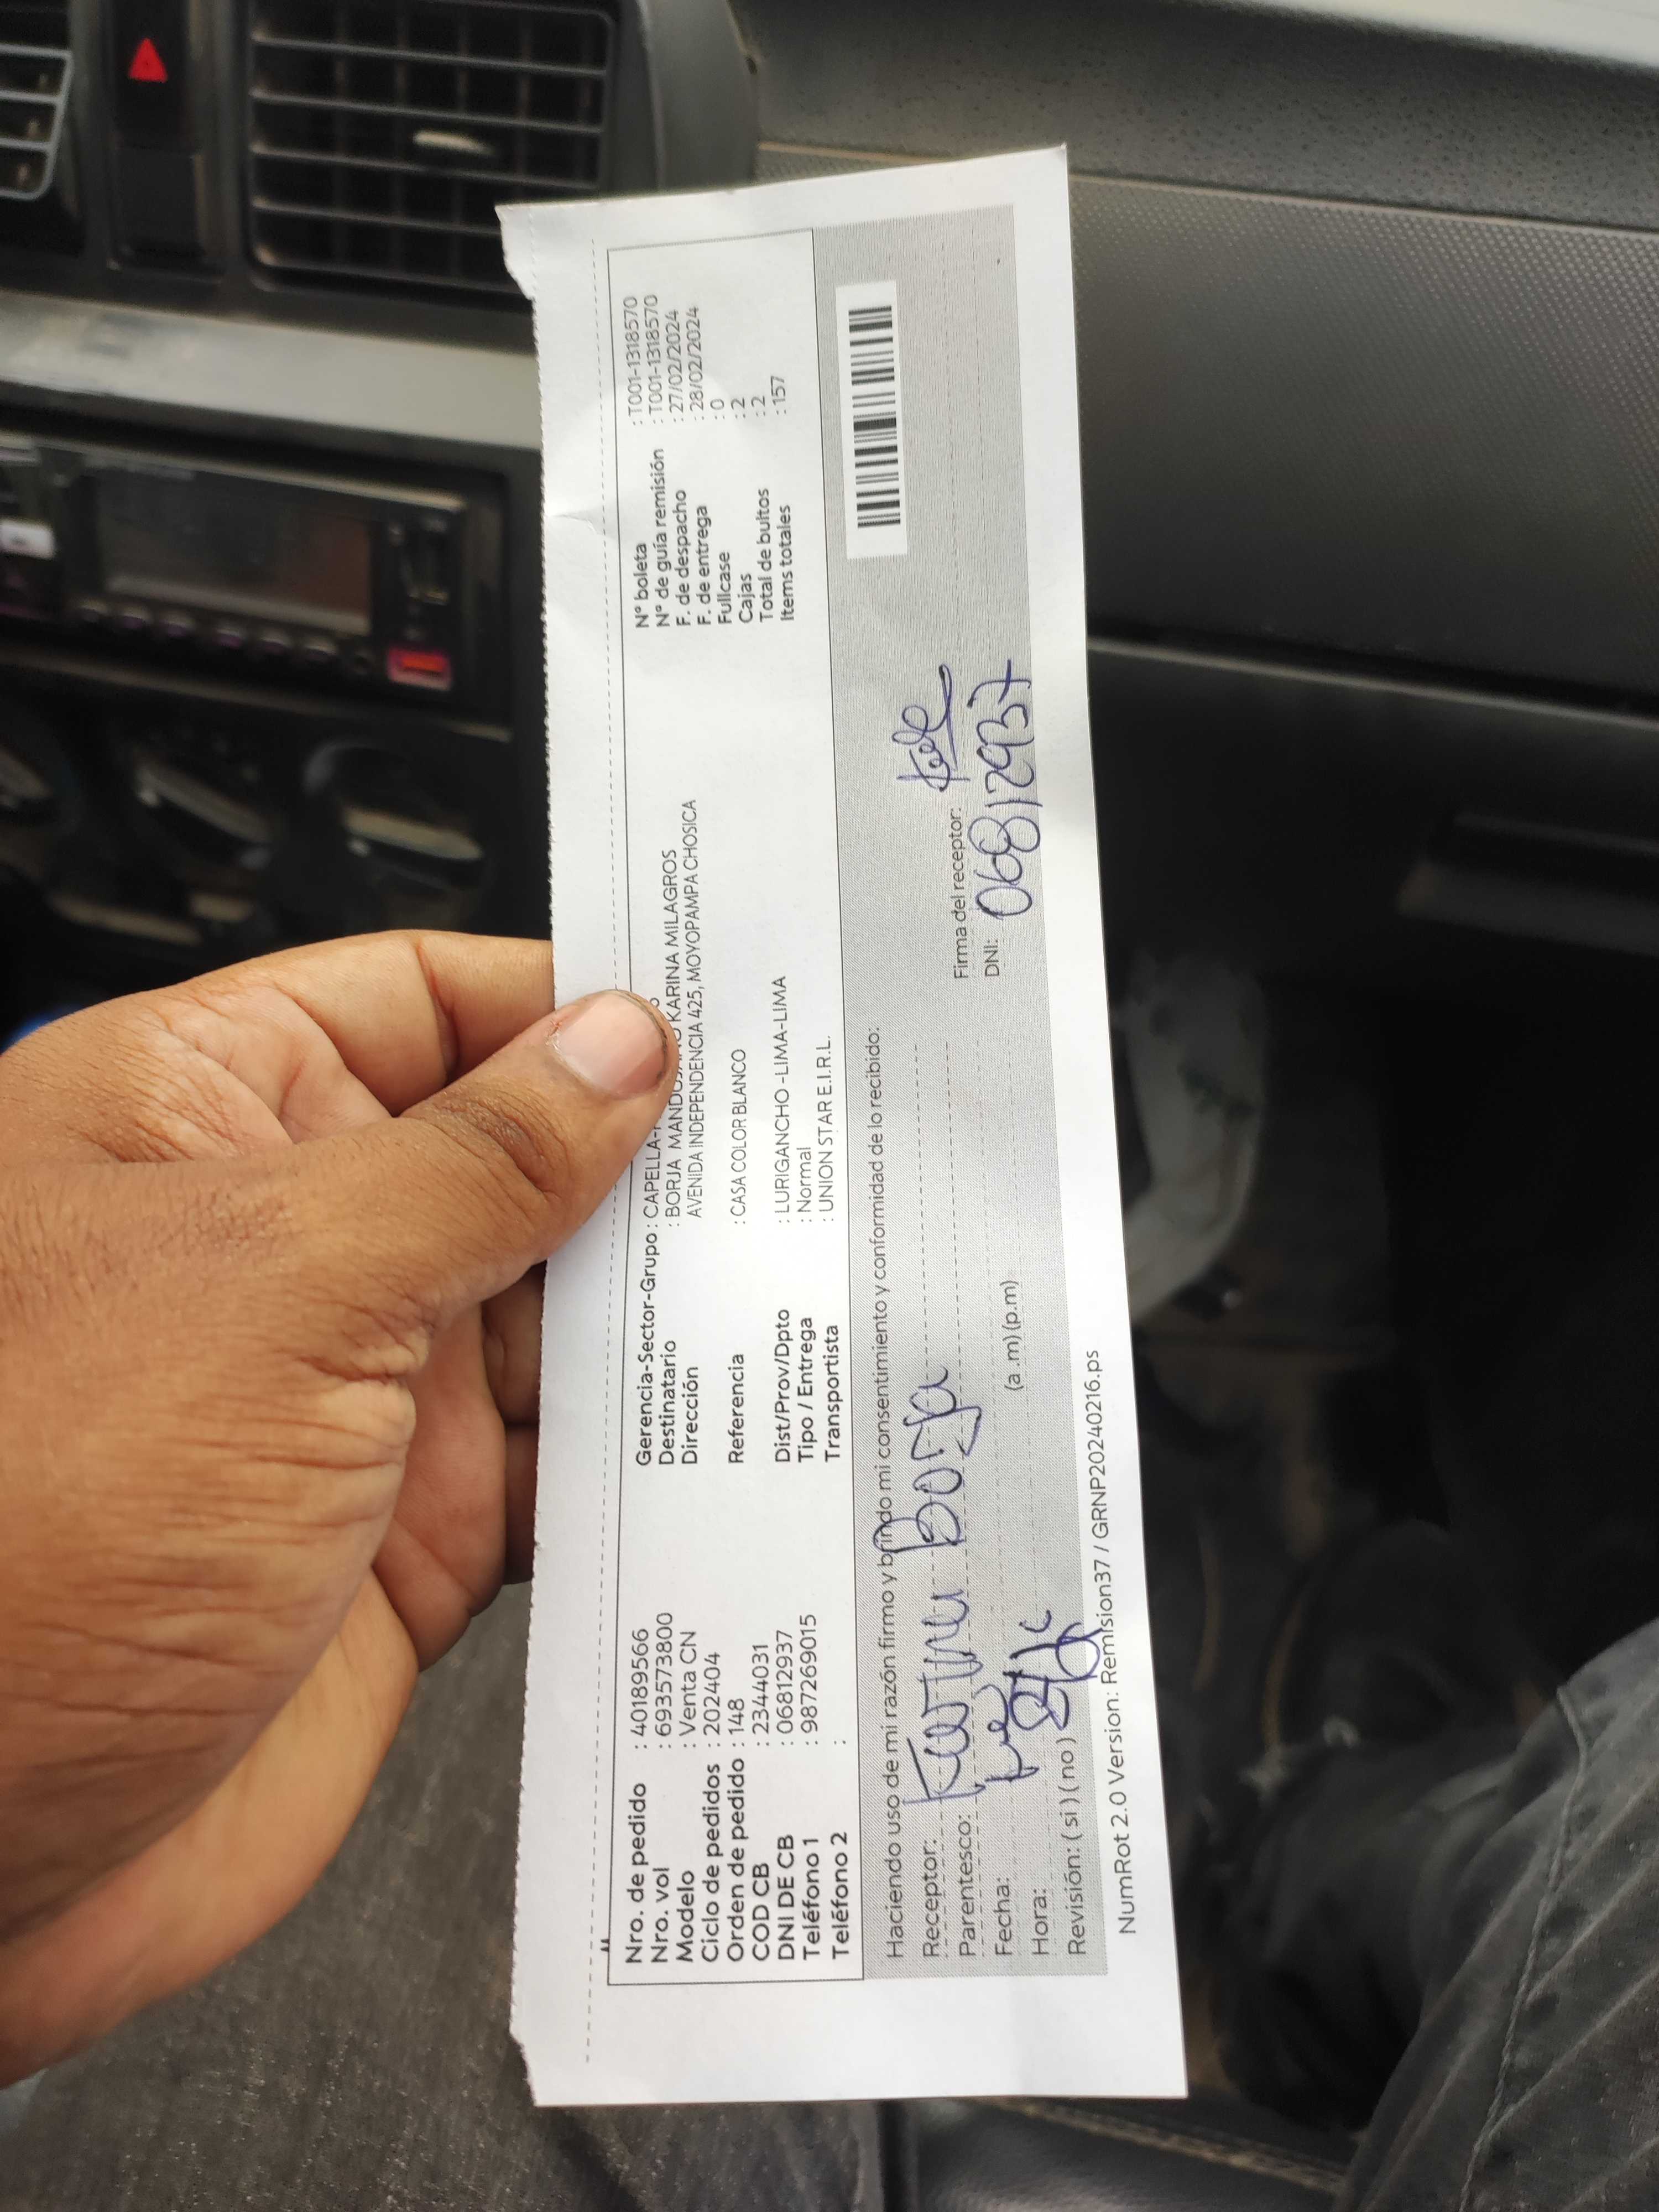 Nro. de pedido : 40189566
Nro. vol : 693573800
Modelo : Venta CN
Ciclo de pedidos : 202404
Orden de pedido : 148
COD CB : 2344031
DNI DE CB : 06812937
Teléfono 1 : 987269015
Teléfono 2 :
Gerencia-Sector-Grupo : CAPELLA-
Destinatario : BORJA KARINA MILAGROS
Dirección AVENIDA INDEPENDENCIA 425, MOYOPAMPA CHOSICA
Referencia : CASA COLOR BLANCO
Dist/Prov/Dpto : LURIGANCHO -LIMA-LIMA
Tipo / Entrega : Normal
Transportista : UNION STAR E.I.R.L.
N° boleta : T001-1318570
N° de guía remisión : T001-1318570
F. de despacho : 27/02/2024
F. de entrega : 28/02/2024
Fullcase : 0
Cajas : 2
Total de bultos : 2
Items totales : 157
Haciendo uso de mi razón firmo y brindo mi consentimiento y conformidad de lo recibido:
Receptor: Karina Borja
Parentesco:
Fecha:
Hora: (a .m) (p.m)
Revisión: ( si ) ( no )
Firma del receptor:
DNI: 06812937
NumRot 2.0 Version: Remision37 / GRNP20240216.ps